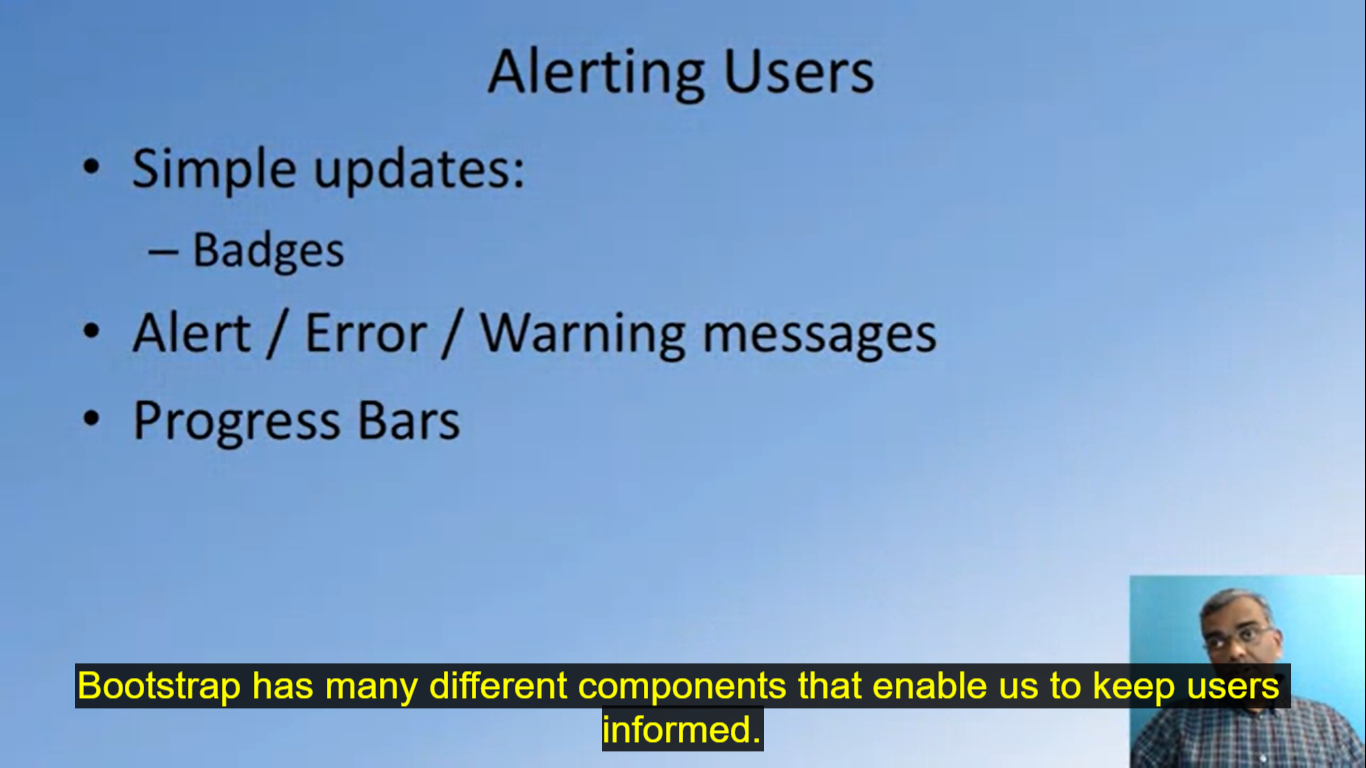 Alerting Users
• Simple updates:
– Badges
• Alert / Error / Warning messages
• Progress Bars
Bootstrap has many different components that enable us to keep users
informed.